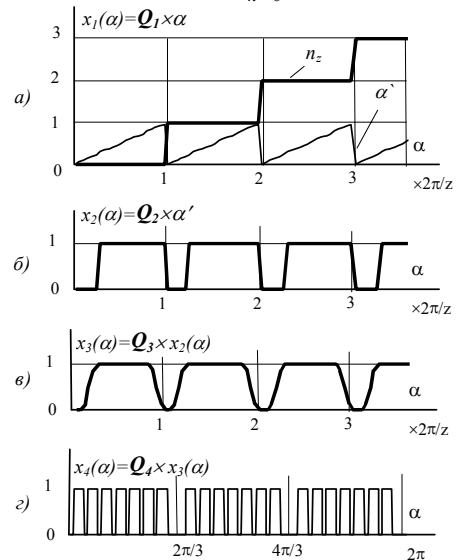 x₁(α)=Q₁×α
3
n_z
2
а)
α`
1
α
0
1
2
3
×2π/z
x₂(α)=Q₂×α′
1
б)
α
0
1
2
3
×2π/z
x₃(α)=Q₃×x₂(α)
1
в)
α
0
1
2
3
×2π/z
x₄(α)=Q₄×x₃(α)
1
г)
α
0
2π/3
4π/3
2π